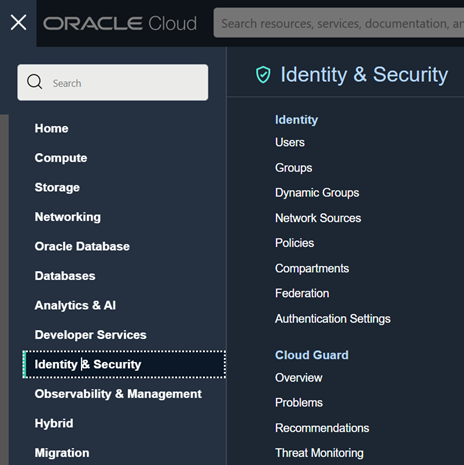 ORACLE Cloud
Search resources, services, documentation, an
Search
Home
Compute
Storage
Networking
Oracle Database
Databases
Analytics & AI
Developer Services
Identity & Security
Observability & Management
Hybrid
Migration
Identity & Security
Identity
Users
Groups
Dynamic Groups
Network Sources
Policies
Compartments
Federation
Authentication Settings
Cloud Guard
Overview
Problems
Recommendations
Threat Monitoring